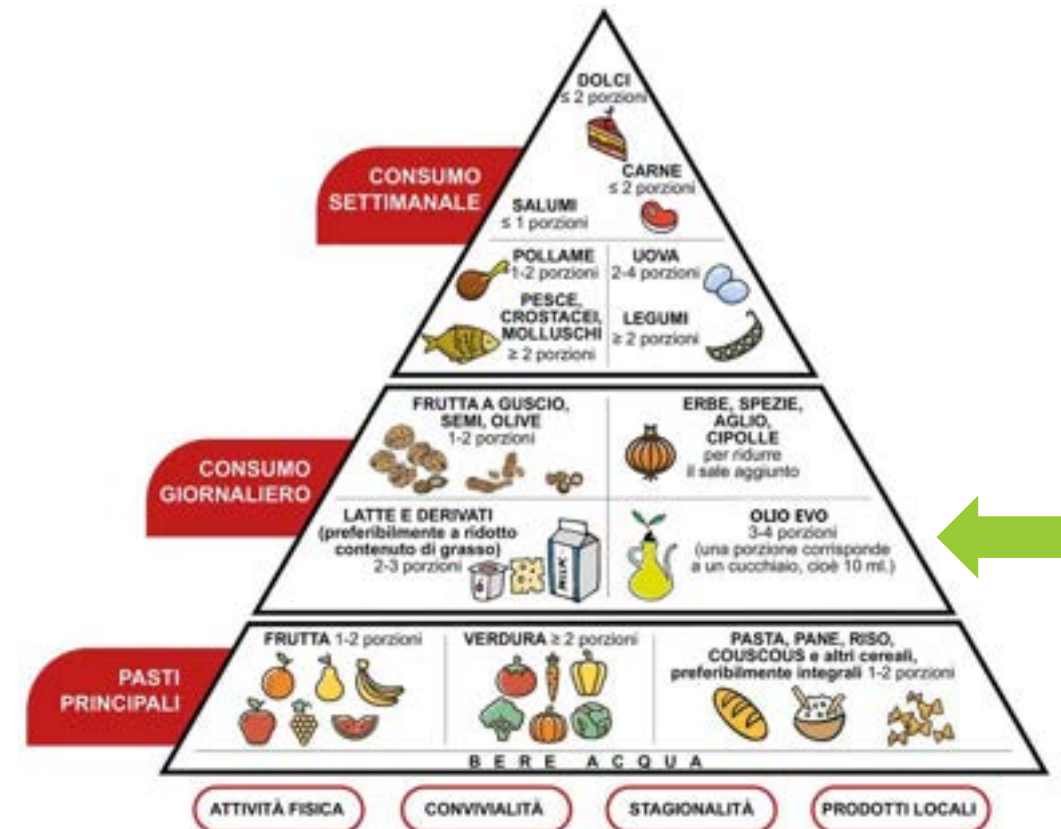 DOLCI
≤ 2 porzioni
CARNE
≤ 2 porzioni
SALUMI
≤ 1 porzioni
CONSUMO
SETTIMANALE
POLLAME
1-2 porzioni
UOVA
2-4 porzioni
PESCE,
CROSTACEI,
MOLLUSCHI
≥ 2 porzioni
LEGUMI
≥ 2 porzioni
CONSUMO
GIORNALIERO
FRUTTA A GUSCIO,
SEMI, OLIVE
1-2 porzioni
ERBE, SPEZIE,
AGLIO,
CIPOLLE
per ridurre
il sale aggiunto
LATTE E DERIVATI
(preferibilmente a ridotto
contenuto di grasso)
2-3 porzioni
MILK
OLIO EVO
3-4 porzioni
(una porzione corrisponde
a un cucchiaio, cioè 10 ml.)
PASTI
PRINCIPALI
FRUTTA 1-2 porzioni
VERDURA ≥ 2 porzioni
PASTA, PANE, RISO,
COUSCOUS e altri cereali,
preferibilmente integrali 1-2 porzioni
BERE ACQUA
ATTIVITÀ FISICA
CONVIVIALITÀ
STAGIONALITÀ
PRODOTTI LOCALI